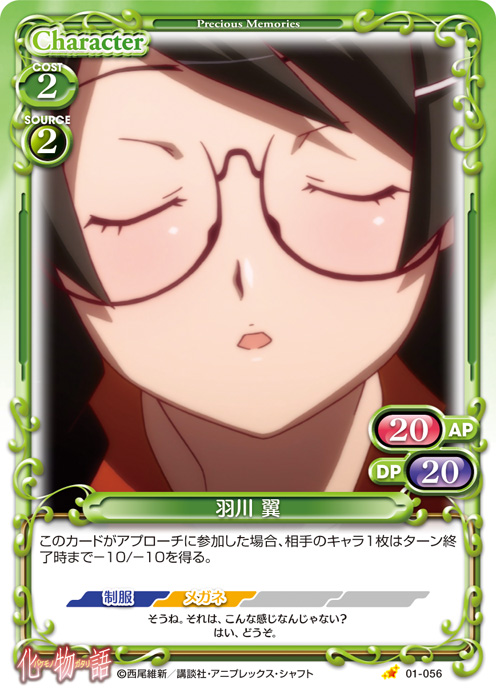 Precious Memories
Character
COST
2
SOURCE
2
20 AP
DP 20
羽川 翼
このカードがアプローチに参加した場合、相手のキャラ1枚はターン終
了時まで−10/−10を得る。
制服 メガネ
そうね。それは、こんな感じなんじゃない?
はい、どうぞ。
化物語
©西尾維新/講談社・アニプレックス・シャフト
01-056